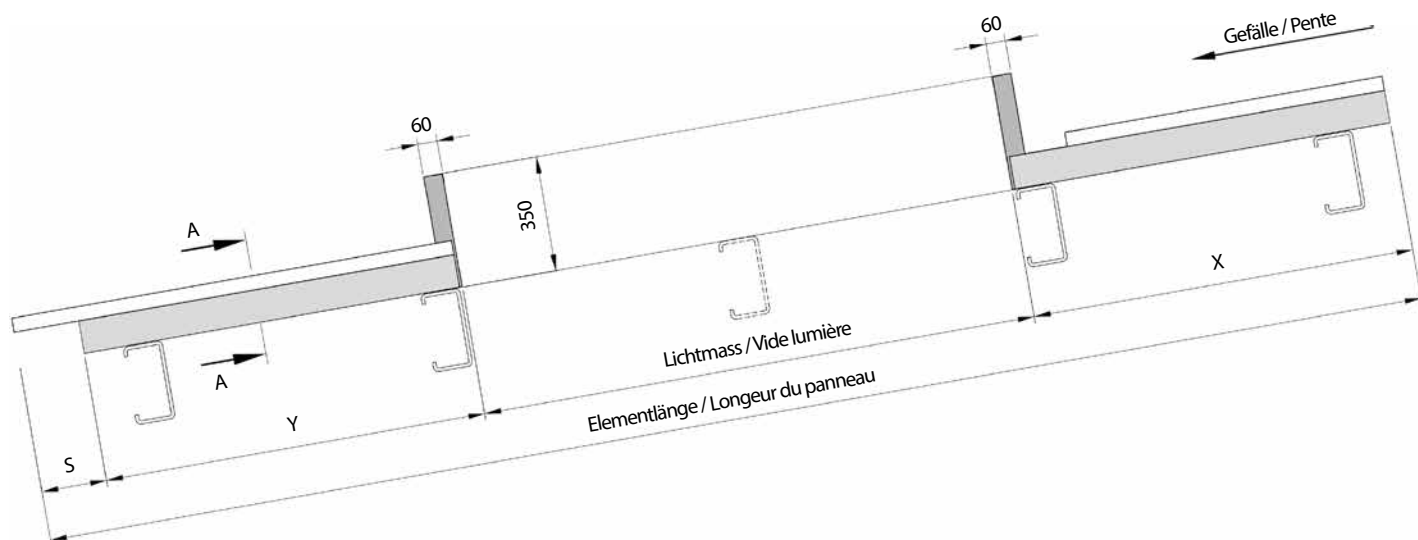 60
Gefälle / Pente
60
350
A
X
Lichtmass / Vide lumière
A
Elementlänge / Longeur du panneau
Y
S